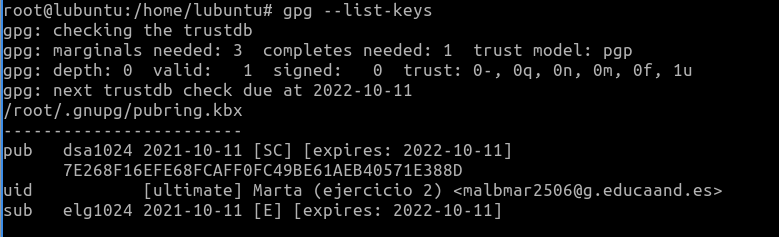 root@lubuntu:/home/lubuntu# gpg --list-keys
gpg: checking the trustdb
gpg: marginals needed: 3  completes needed: 1  trust model: pgp
gpg: depth: 0  valid:   1  signed:   0  trust: 0-, 0q, 0n, 0m, 0f, 1u
gpg: next trustdb check due at 2022-10-11
/root/.gnupg/pubring.kbx
------------------------
pub   dsa1024 2021-10-11 [SC] [expires: 2022-10-11]
      7E268F16EFE68FCAFF0FC49BE61AEB40571E388D
uid           [ultimate] Marta (ejercicio 2) <malbmar2506@g.educaand.es>
sub   elg1024 2021-10-11 [E] [expires: 2022-10-11]